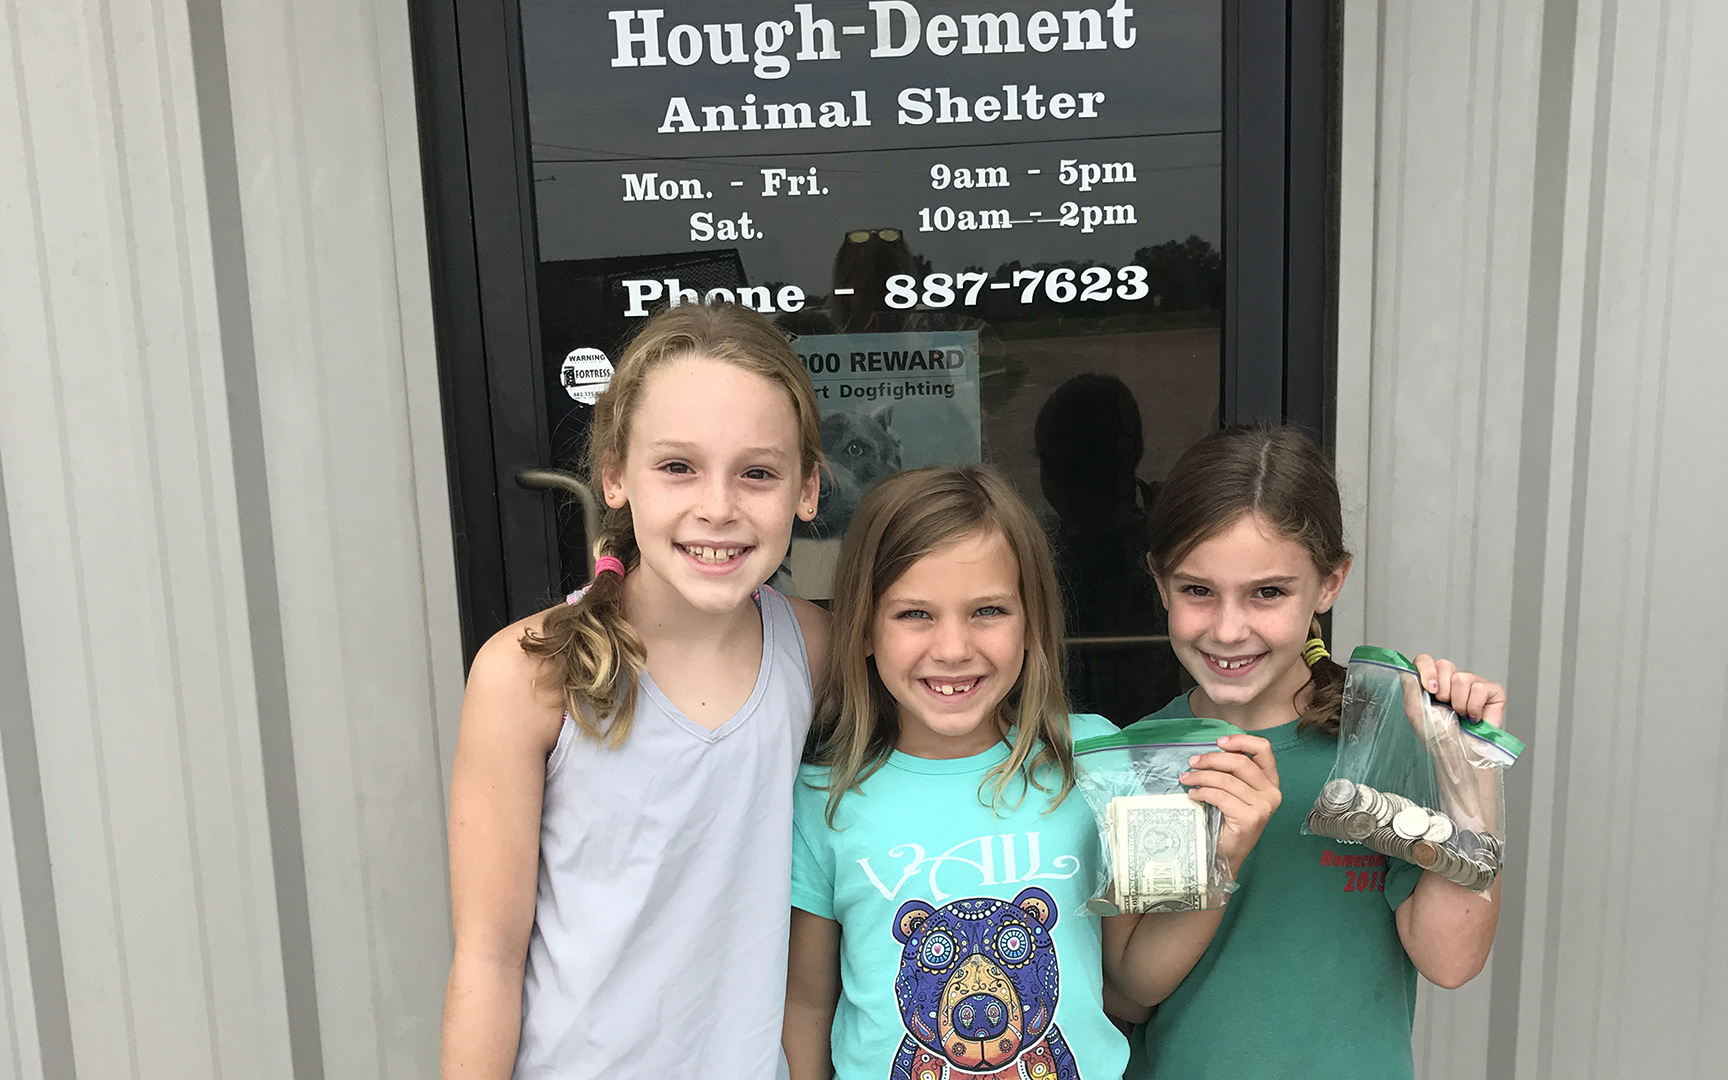 Hough-Dement
Animal Shelter
Mon. - Fri. 9am - 5pm
Sat. 10am - 2pm
Phone - 887-7623
WARNING
FORTRESS
000 REWARD
rt Dogfighting
VAIL
2015